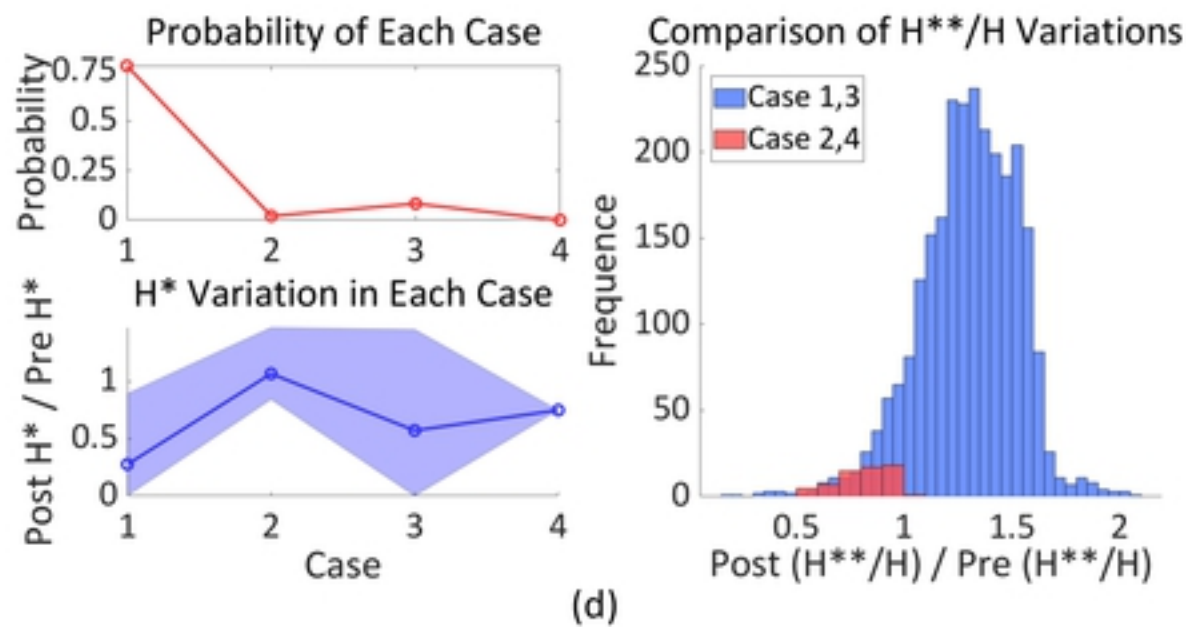 Probability of Each Case
Probability
0.75
0.5
0.25
0
1 2 3 4
H* Variation in Each Case
Post H* / Pre H*
1
0.5
0
1 2 3 4
Case
Comparison of H**/H Variations
Frequence
250
200
150
100
50
0
Case 1,3
Case 2,4
0.5 1 1.5 2
Post (H**/H) / Pre (H**/H)
(d)